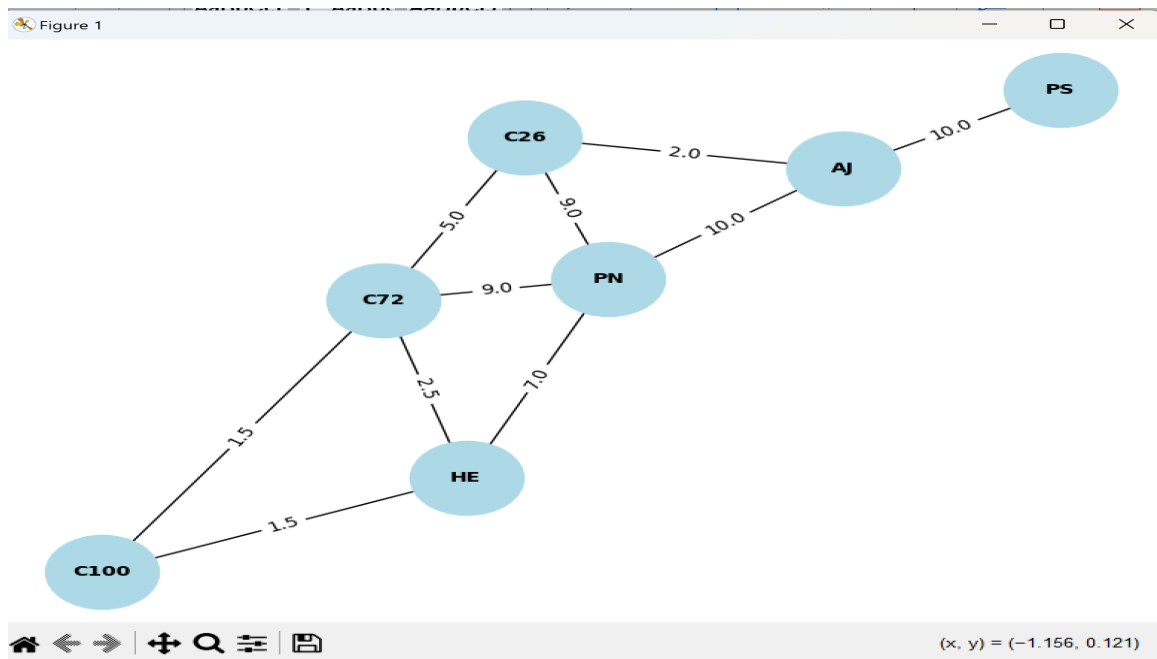 Figure 1
PS
10.0
C26
2.0
AJ
5.0
9.0
10.0
PN
C72
9.0
2.5
7.0
1.5
HE
1.5
C100
(x, y) = (−1.156, 0.121)